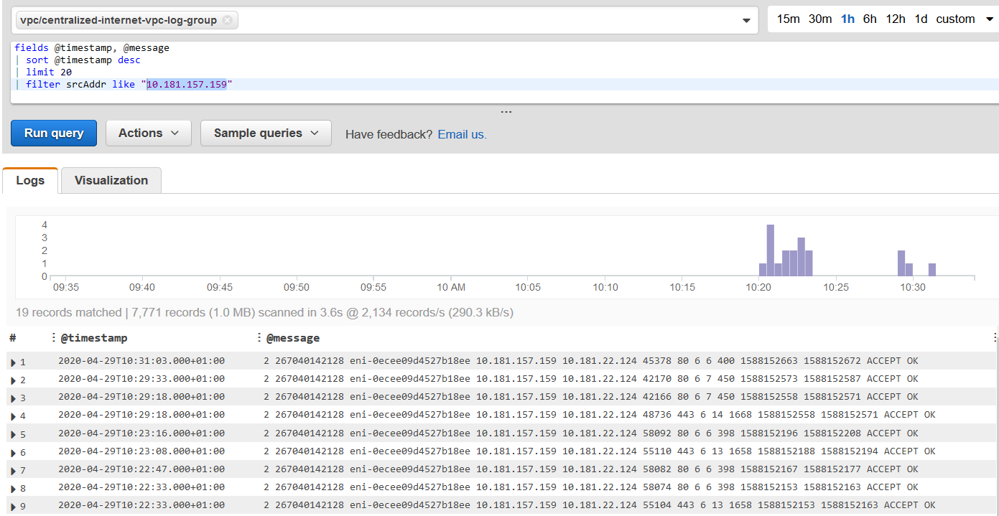 vpc/centralized-internet-vpc-log-group
15m 30m 1h 6h 12h 1d custom
fields @timestamp, @message
| sort @timestamp desc
| limit 20
| filter srcAddr like "10.181.157.159"
Run query
Actions
Sample queries
Have feedback? Email us.
Logs
Visualization
4
3
2
1
0
09:35 09:40 09:45 09:50 09:55 10 AM 10:05 10:10 10:15 10:20 10:25 10:30
19 records matched | 7,771 records (1.0 MB) scanned in 3.6s @ 2,134 records/s (290.3 kB/s)
# @timestamp @message
1 2020-04-29T10:31:03.000+01:00 2 267040142128 eni-0ecee09d4527b18ee 10.181.157.159 10.181.22.124 45378 80 6 6 400 1588152663 1588152672 ACCEPT OK
2 2020-04-29T10:29:33.000+01:00 2 267040142128 eni-0ecee09d4527b18ee 10.181.157.159 10.181.22.124 42170 80 6 7 450 1588152573 1588152587 ACCEPT OK
3 2020-04-29T10:29:18.000+01:00 2 267040142128 eni-0ecee09d4527b18ee 10.181.157.159 10.181.22.124 42166 80 6 7 450 1588152558 1588152571 ACCEPT OK
4 2020-04-29T10:29:18.000+01:00 2 267040142128 eni-0ecee09d4527b18ee 10.181.157.159 10.181.22.124 48736 443 6 14 1668 1588152558 1588152571 ACCEPT OK
5 2020-04-29T10:23:16.000+01:00 2 267040142128 eni-0ecee09d4527b18ee 10.181.157.159 10.181.22.124 58092 80 6 6 398 1588152196 1588152208 ACCEPT OK
6 2020-04-29T10:23:08.000+01:00 2 267040142128 eni-0ecee09d4527b18ee 10.181.157.159 10.181.22.124 55110 443 6 13 1658 1588152188 1588152194 ACCEPT OK
7 2020-04-29T10:22:47.000+01:00 2 267040142128 eni-0ecee09d4527b18ee 10.181.157.159 10.181.22.124 58082 80 6 6 398 1588152167 1588152177 ACCEPT OK
8 2020-04-29T10:22:33.000+01:00 2 267040142128 eni-0ecee09d4527b18ee 10.181.157.159 10.181.22.124 58074 80 6 6 398 1588152153 1588152163 ACCEPT OK
9 2020-04-29T10:22:33.000+01:00 2 267040142128 eni-0ecee09d4527b18ee 10.181.157.159 10.181.22.124 55104 443 6 13 1658 1588152153 1588152163 ACCEPT OK